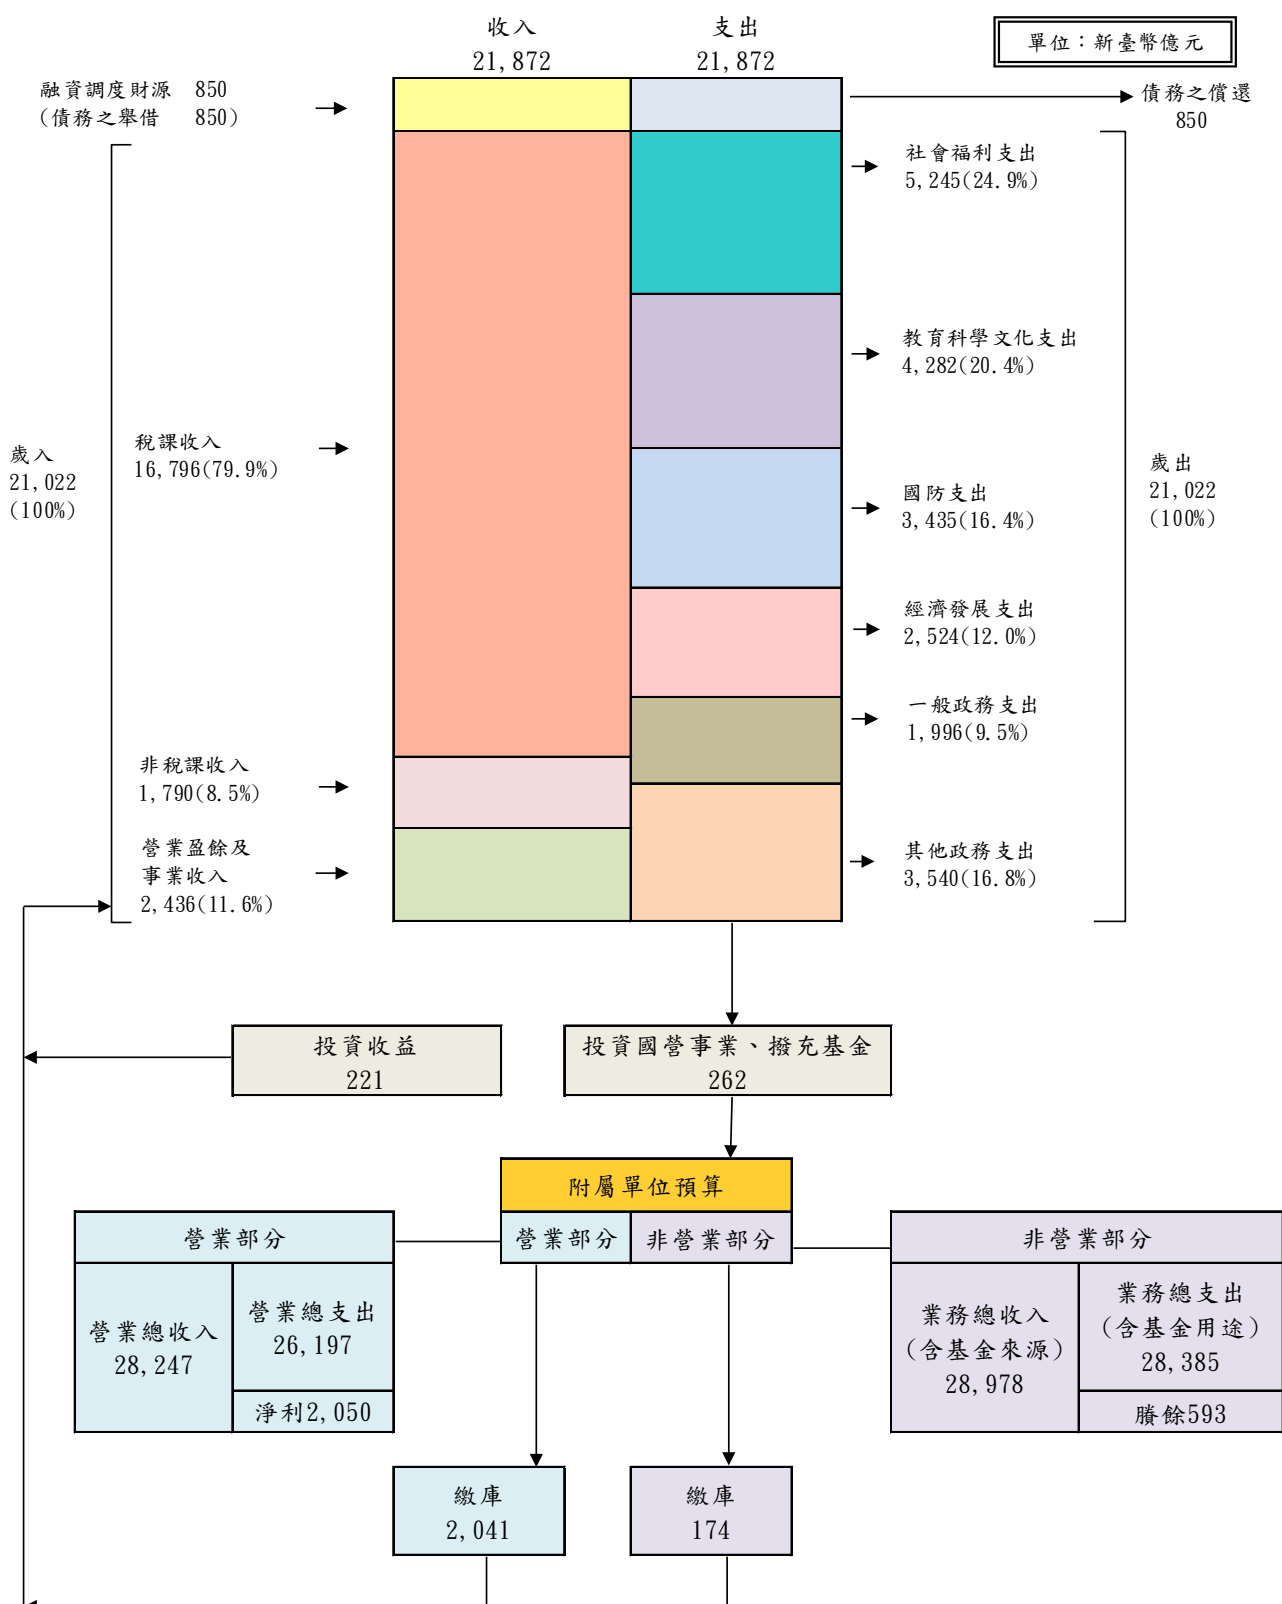 收入
21,872
支出
21,872
單位：新臺幣億元
融資調度財源 850
(債務之舉借 850)
債務之償還
850
歲入
21,022
(100%)
稅課收入
16,796(79.9%)
非稅課收入
1,790(8.5%)
營業盈餘及
事業收入
2,436(11.6%)
社會福利支出
5,245(24.9%)
教育科學文化支出
4,282(20.4%)
國防支出
3,435(16.4%)
經濟發展支出
2,524(12.0%)
一般政務支出
1,996(9.5%)
其他政務支出
3,540(16.8%)
歲出
21,022
(100%)
投資收益
221
投資國營事業、撥充基金
262
附屬單位預算
營業部分
非營業部分
營業部分
營業總收入
28,247
營業總支出
26,197
淨利2,050
非營業部分
業務總收入
(含基金來源)
28,978
業務總支出
(含基金用途)
28,385
賸餘593
繳庫
2,041
繳庫
174